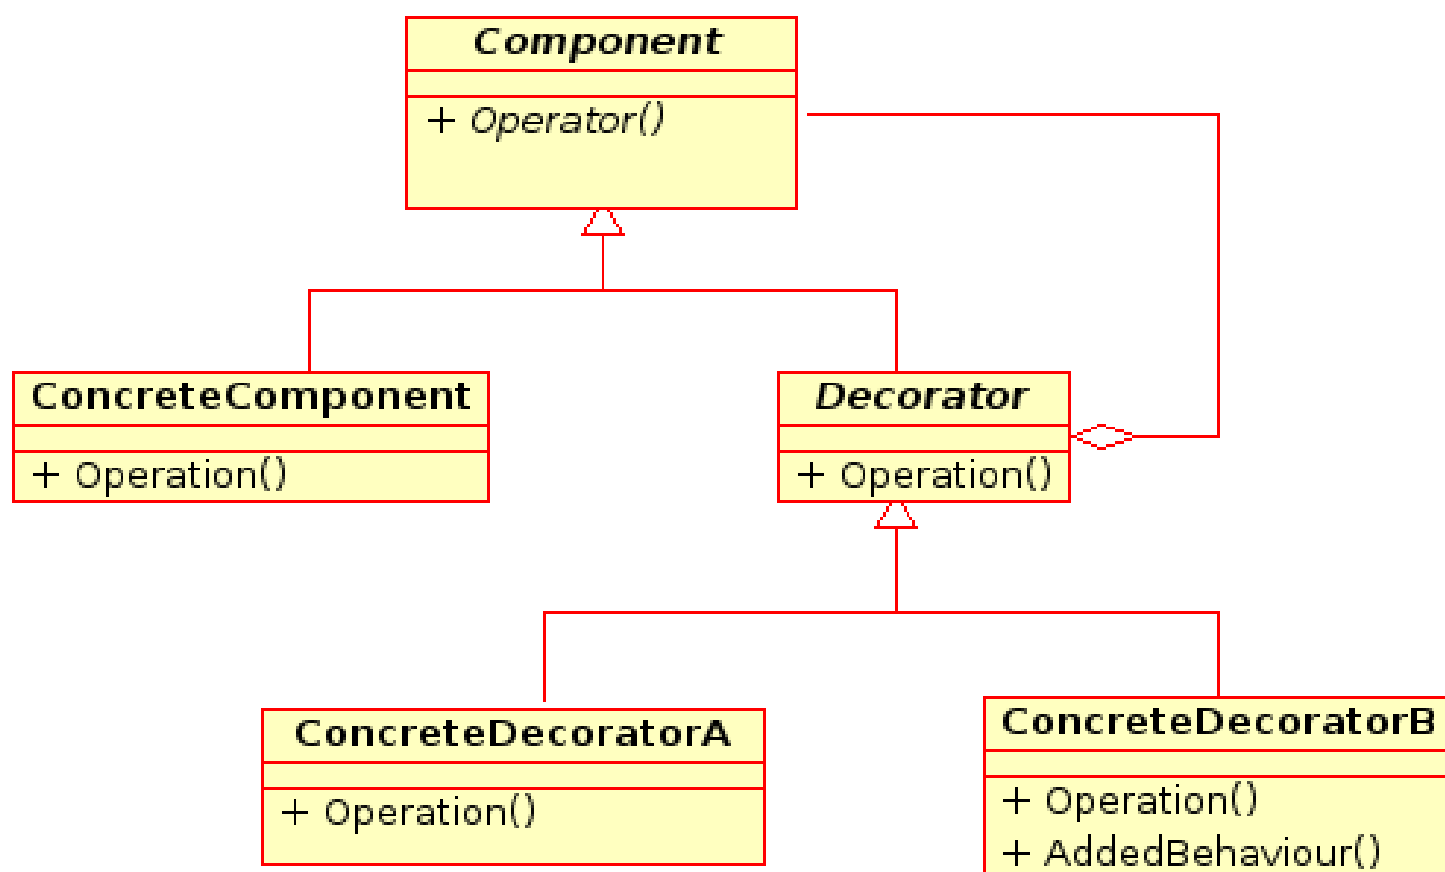 Component
+ Operator()
ConcreteComponent
+ Operation()
Decorator
+ Operation()
ConcreteDecoratorA
+ Operation()
ConcreteDecoratorB
+ Operation()
+ AddedBehaviour()